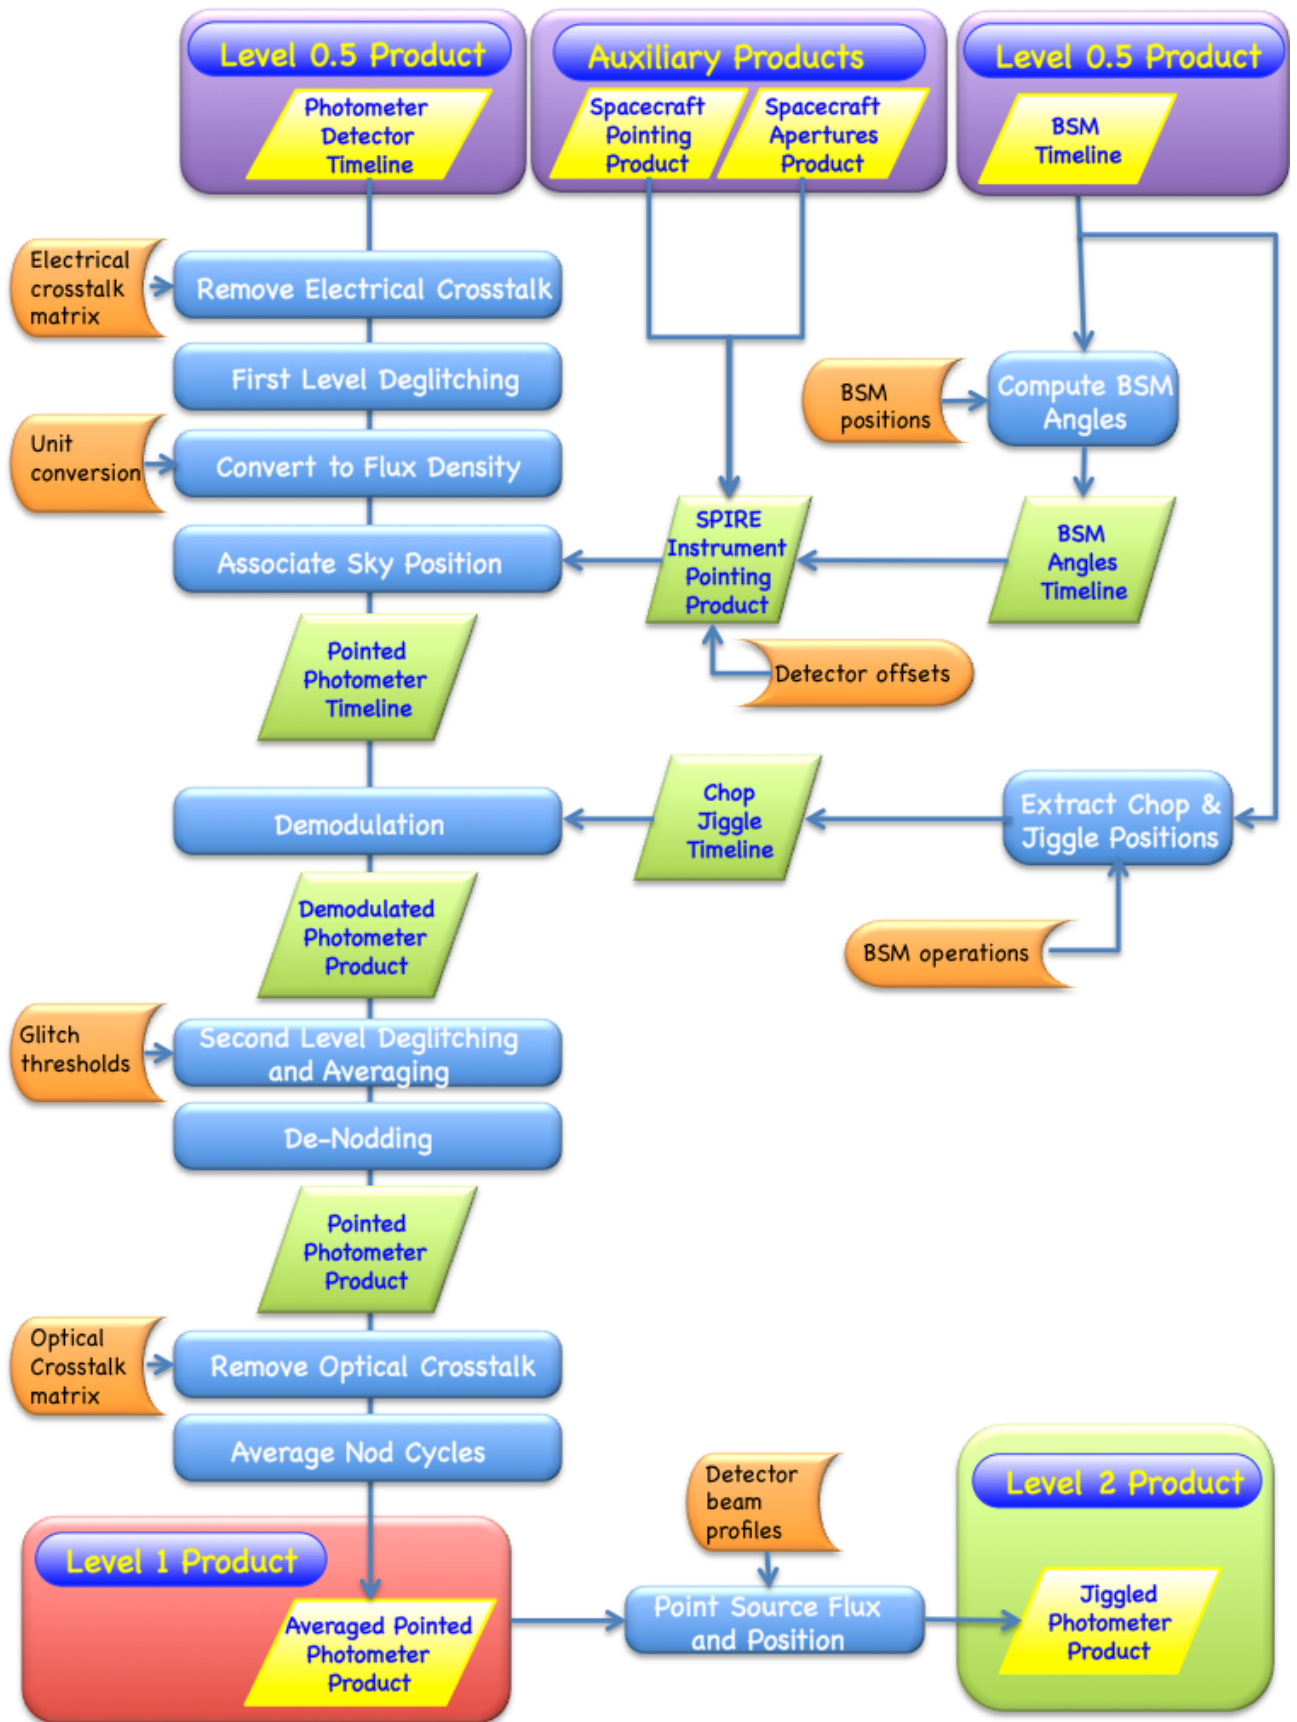 Level 0.5 Product
Photometer
Detector
Timeline
Auxiliary Products
Spacecraft
Pointing
Product
Spacecraft
Apertures
Product
Level 0.5 Product
BSM
Timeline
Electrical
crosstalk
matrix
Remove Electrical Crosstalk
First Level Deglitching
BSM
positions
Compute BSM
Angles
Unit
conversion
Convert to Flux Density
Associate Sky Position
SPIRE
Instrument
Pointing
Product
BSM
Angles
Timeline
Pointed
Photometer
Timeline
Detector offsets
Demodulation
Chop
Jiggle
Timeline
Extract Chop &
Jiggle Positions
Demodulated
Photometer
Product
BSM operations
Glitch
thresholds
Second Level Deglitching
and Averaging
De-Nodding
Pointed
Photometer
Product
Optical
Crosstalk
matrix
Remove Optical Crosstalk
Average Nod Cycles
Detector
beam
profiles
Level 2 Product
Level 1 Product
Averaged Pointed
Photometer
Product
Point Source Flux
and Position
Jiggled
Photometer
Product